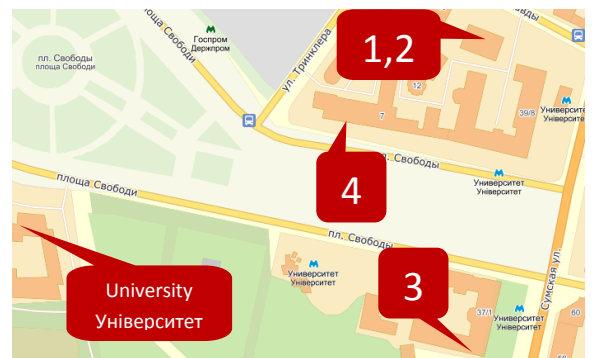 Госпром
Держпром
пл. Свободы
площа Свободи
ул. Тринклера
1,2
12
7
39/8
Университет
Університет
пл. Свободы
4
Университет
Університет
площа Свободи
пл. Свободы
Университет
Університет
3
Сумская ул.
37/1
Университет
Університет
60
University
Університет